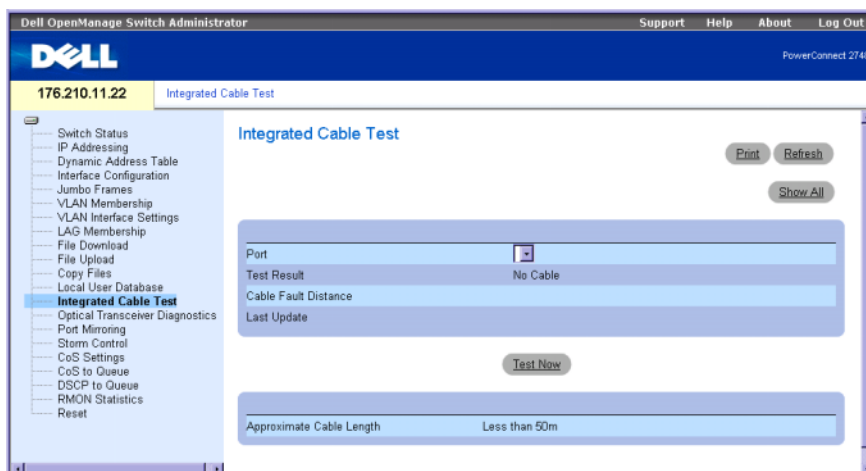 Dell OpenManage Switch Administrator Support Help About Log Out
DELL
PowerConnect 2748
176.210.11.22 Integrated Cable Test
Switch Status
IP Addressing
Dynamic Address Table
Interface Configuration
Jumbo Frames
VLAN Membership
VLAN Interface Settings
LAG Membership
File Download
File Upload
Copy Files
Local User Database
Integrated Cable Test
Optical Transceiver Diagnostics
Port Mirroring
Storm Control
CoS Settings
CoS to Queue
DSCP to Queue
RMON Statistics
Reset
Integrated Cable Test
Print Refresh
Show All
Port
Test Result No Cable
Cable Fault Distance
Last Update
Test Now
Approximate Cable Length Less than 50m